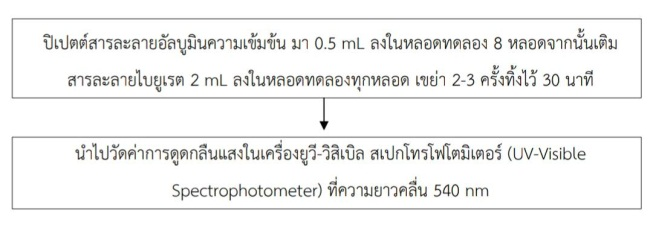 ปิเปตต์สารละลายอัลบูมินความเข้มข้น มา 0.5 mL ลงในหลอดทดลอง 8 หลอดจากนั้นเติม
สารละลายไบยูเรต 2 mL ลงในหลอดทดลองทุกหลอด เขย่า 2-3 ครั้งทิ้งไว้ 30 นาที
นำไปวัดค่าการดูดกลืนแสงในเครื่องยูวี-วิสิเบิล สเปกโทรโฟโตมิเตอร์ (UV-Visible
Spectrophotometer) ที่ความยาวคลื่น 540 nm